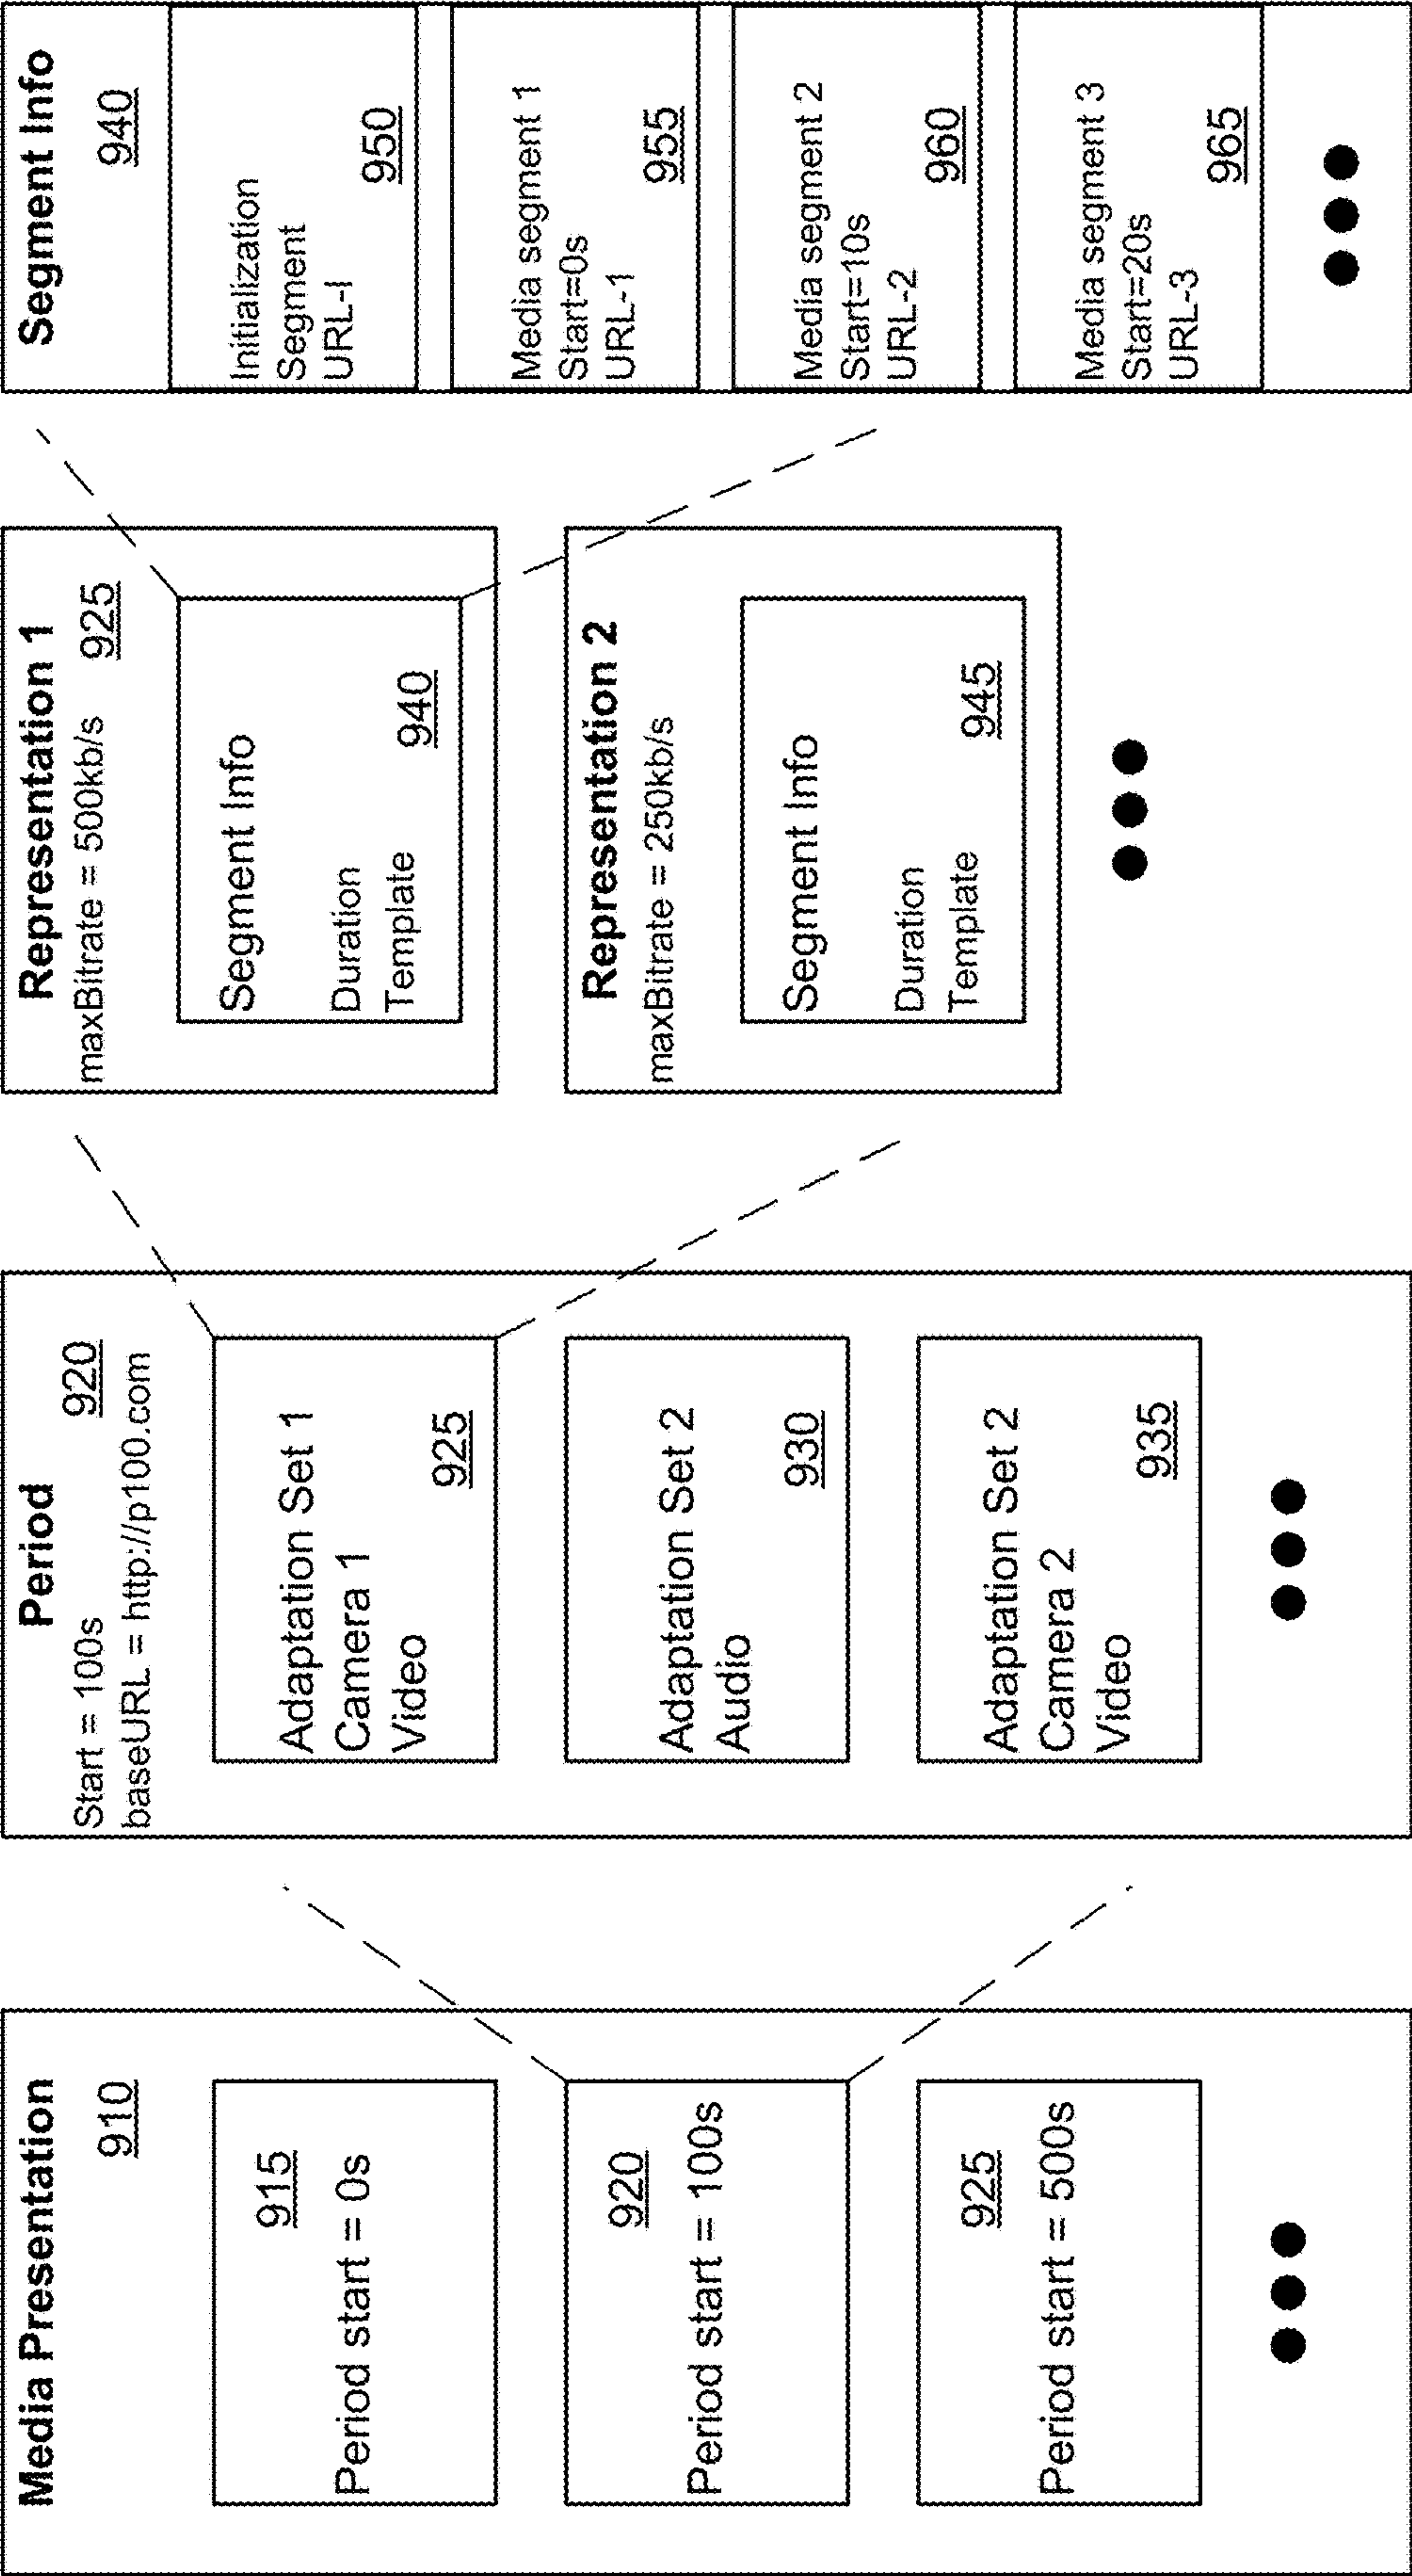 Media Presentation
910
915
Period start = 0s
920
Period start = 100s
925
Period start = 500s
Period
920
Start = 100s
baseURL = http://p100.com
Adaptation Set 1
Camera 1
Video
925
Adaptation Set 2
Audio
930
Adaptation Set 2
Camera 2
Video
935
Representation 1
maxBitrate = 500kb/s
925
Segment Info
Duration
Template
940
Representation 2
maxBitrate = 250kb/s
Segment Info
Duration
Template
945
Segment Info
940
Initialization
Segment
URL-I
950
Media segment 1
Start=0s
URL-1
955
Media segment 2
Start=10s
URL-2
960
Media segment 3
Start=20s
URL-3
965